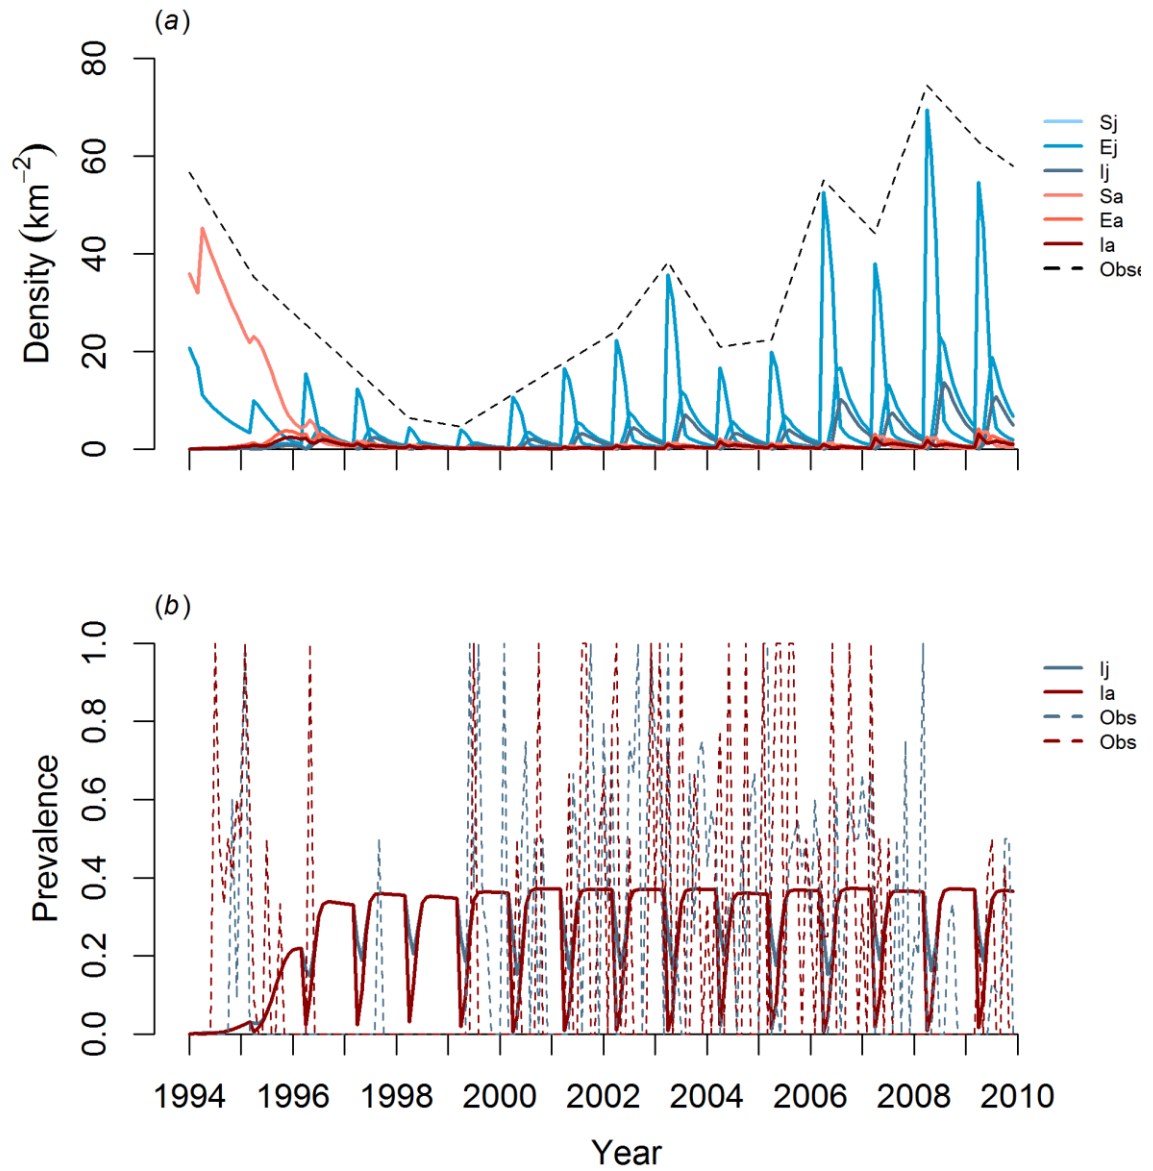 (a)
Density (km−2)
80
60
40
20
0
Sj
Ej
Ij
Sa
Ea
Ia
Obse
(b)
Prevalence
1.0
0.8
0.6
0.4
0.2
0.0
Ij
Ia
Obs
Obs
1994 1996 1998 2000 2002 2004 2006 2008 2010
Year